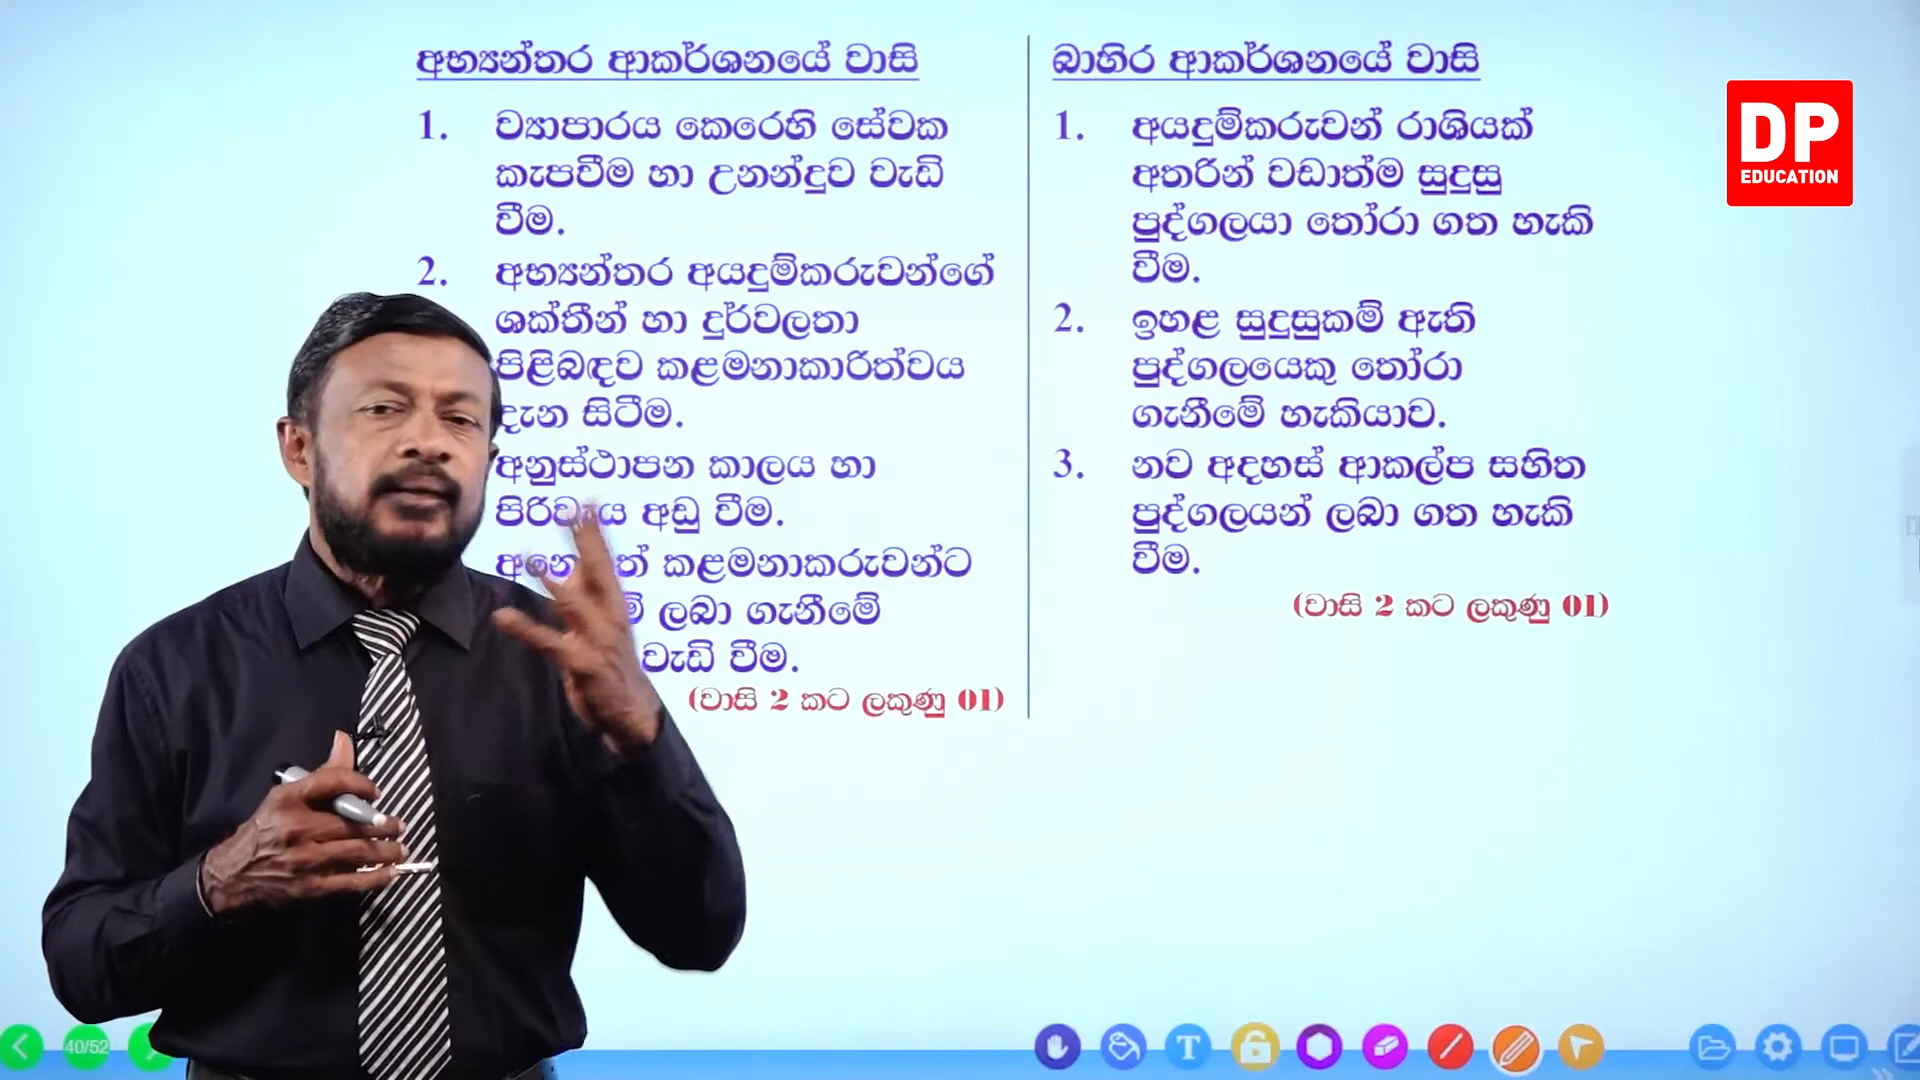 අභ්‍යන්තර ආකර්ශනයේ වාසි
1. ව්‍යාපාරය කෙරෙහි සේවක
කැපවීම හා උනන්දුව වැඩි
වීම.
2. අභ්‍යන්තර අයදුම්කරුවන්ගේ
ශක්තීන් හා දුර්වලතා
පිළිබඳව කළමනාකාරිත්වය
දැන සිටීම.
අනුස්ථාපන කාලය හා
පිරිවැය අඩු වීම.
කළමනාකරුවන්ට
ලබා ගැනීමේ
වැඩි වීම.
(වාසි 2 කට ලකුණු 01)
බාහිර ආකර්ශනයේ වාසි
1. අයදුම්කරුවන් රාශියක්
අතරින් වඩාත්ම සුදුසු
පුද්ගලයා තෝරා ගත හැකි
වීම.
2. ඉහළ සුදුසුකම් ඇති
පුද්ගලයෙකු තෝරා
ගැනීමේ හැකියාව.
3. නව අදහස් ආකල්ප සහිත
පුද්ගලයන් ලබා ගත හැකි
වීම.
(වාසි 2 කට ලකුණු 01)
DP
EDUCATION
40/52
T